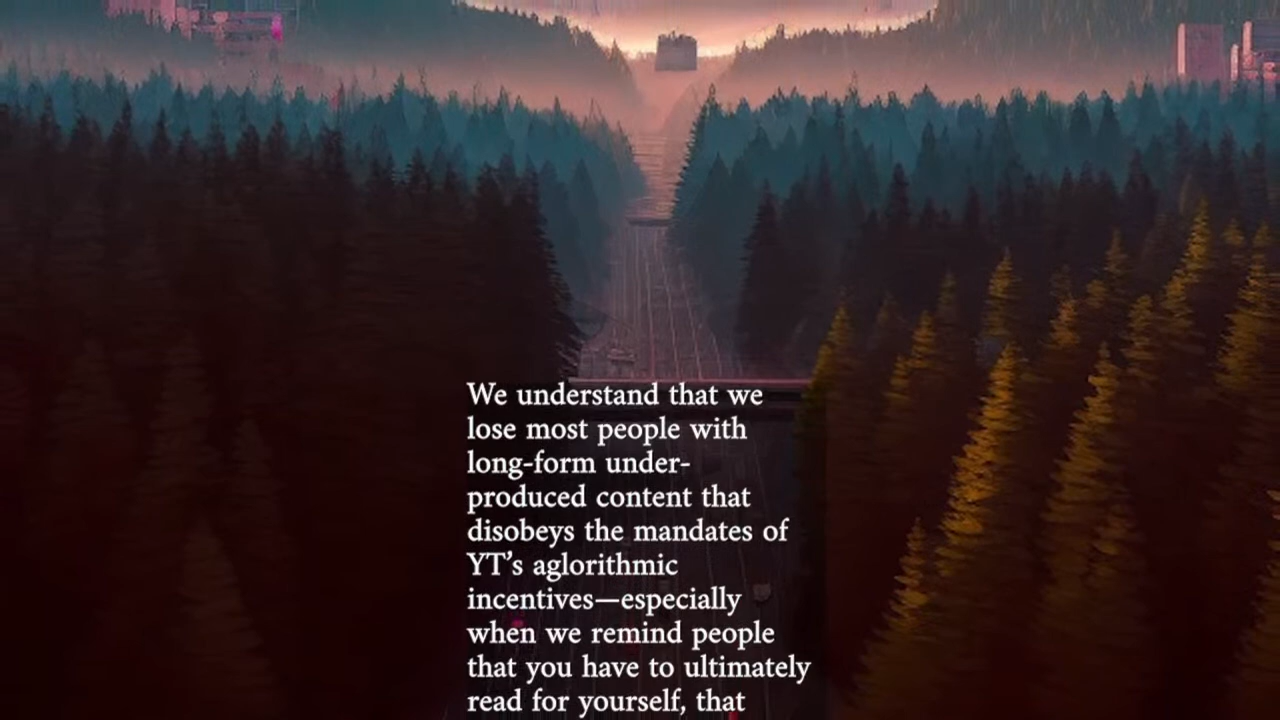 We understand that we
lose most people with
long-form under-
produced content that
disobeys the mandates of
YT’s aglorithmic
incentives—especially
when we remind people
that you have to ultimately
read for yourself, that